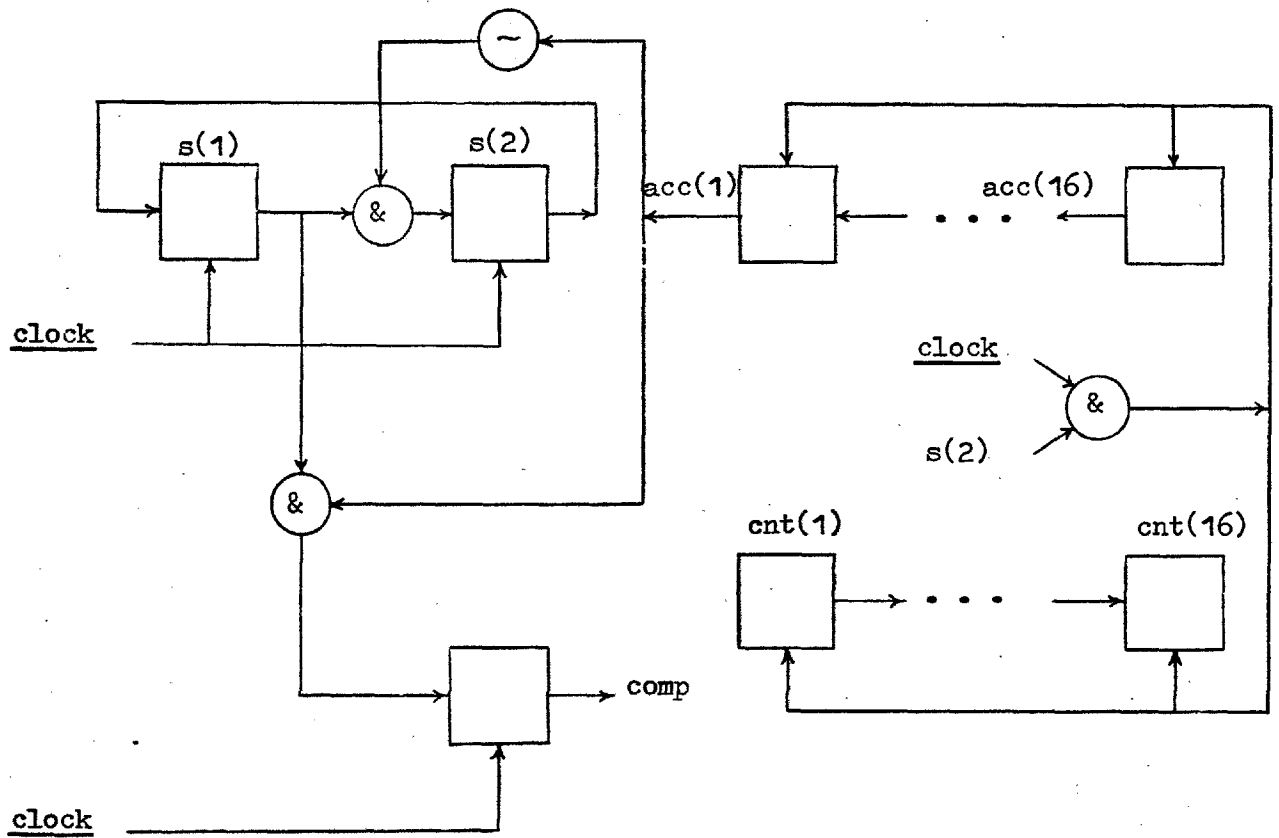 ~
s(1)
s(2)
&
acc(1)
acc(16)
clock
clock
&
s(2)
&
cnt(1)
cnt(16)
comp
clock